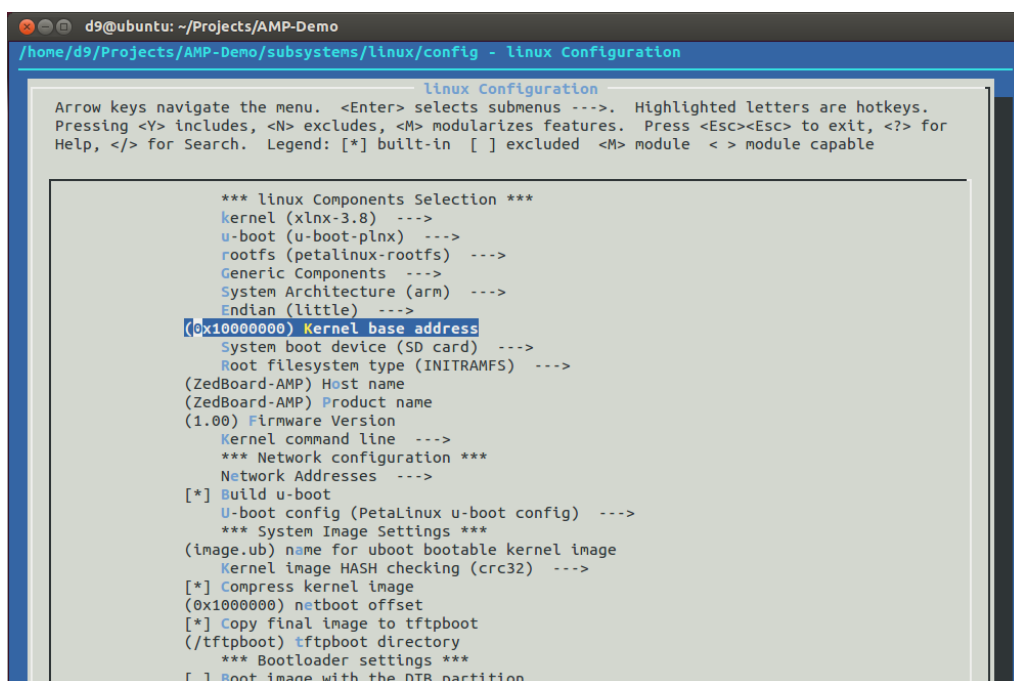 d9@ubuntu: ~/Projects/AMP-Demo
/home/d9/Projects/AMP-Demo/subsystems/linux/config - linux Configuration
linux Configuration
Arrow keys navigate the menu.  <Enter> selects submenus --->.  Highlighted letters are hotkeys.
Pressing <Y> includes, <N> excludes, <M> modularizes features.  Press <Esc><Esc> to exit, <?> for
Help, </> for Search.  Legend: [*] built-in  [ ] excluded  <M> module  < > module capable
*** linux Components Selection ***
kernel (xlnx-3.8)  --->
u-boot (u-boot-plnx)  --->
rootfs (petalinux-rootfs)  --->
Generic Components  --->
System Architecture (arm)  --->
Endian (little)  --->
(0x10000000) Kernel base address
System boot device (SD card)  --->
Root filesystem type (INITRAMFS)  --->
(ZedBoard-AMP) Host name
(ZedBoard-AMP) Product name
(1.00) Firmware Version
Kernel command line  --->
*** Network configuration ***
Network Addresses  --->
[*] Build u-boot
U-boot config (PetaLinux u-boot config)  --->
*** System Image Settings ***
(image.ub) name for uboot bootable kernel image
Kernel image HASH checking (crc32)  --->
[*] Compress kernel image
(0x1000000) netboot offset
[*] Copy final image to tftpboot
(/tftpboot) tftpboot directory
*** Bootloader settings ***
[ ] Boot image with the DTB partition